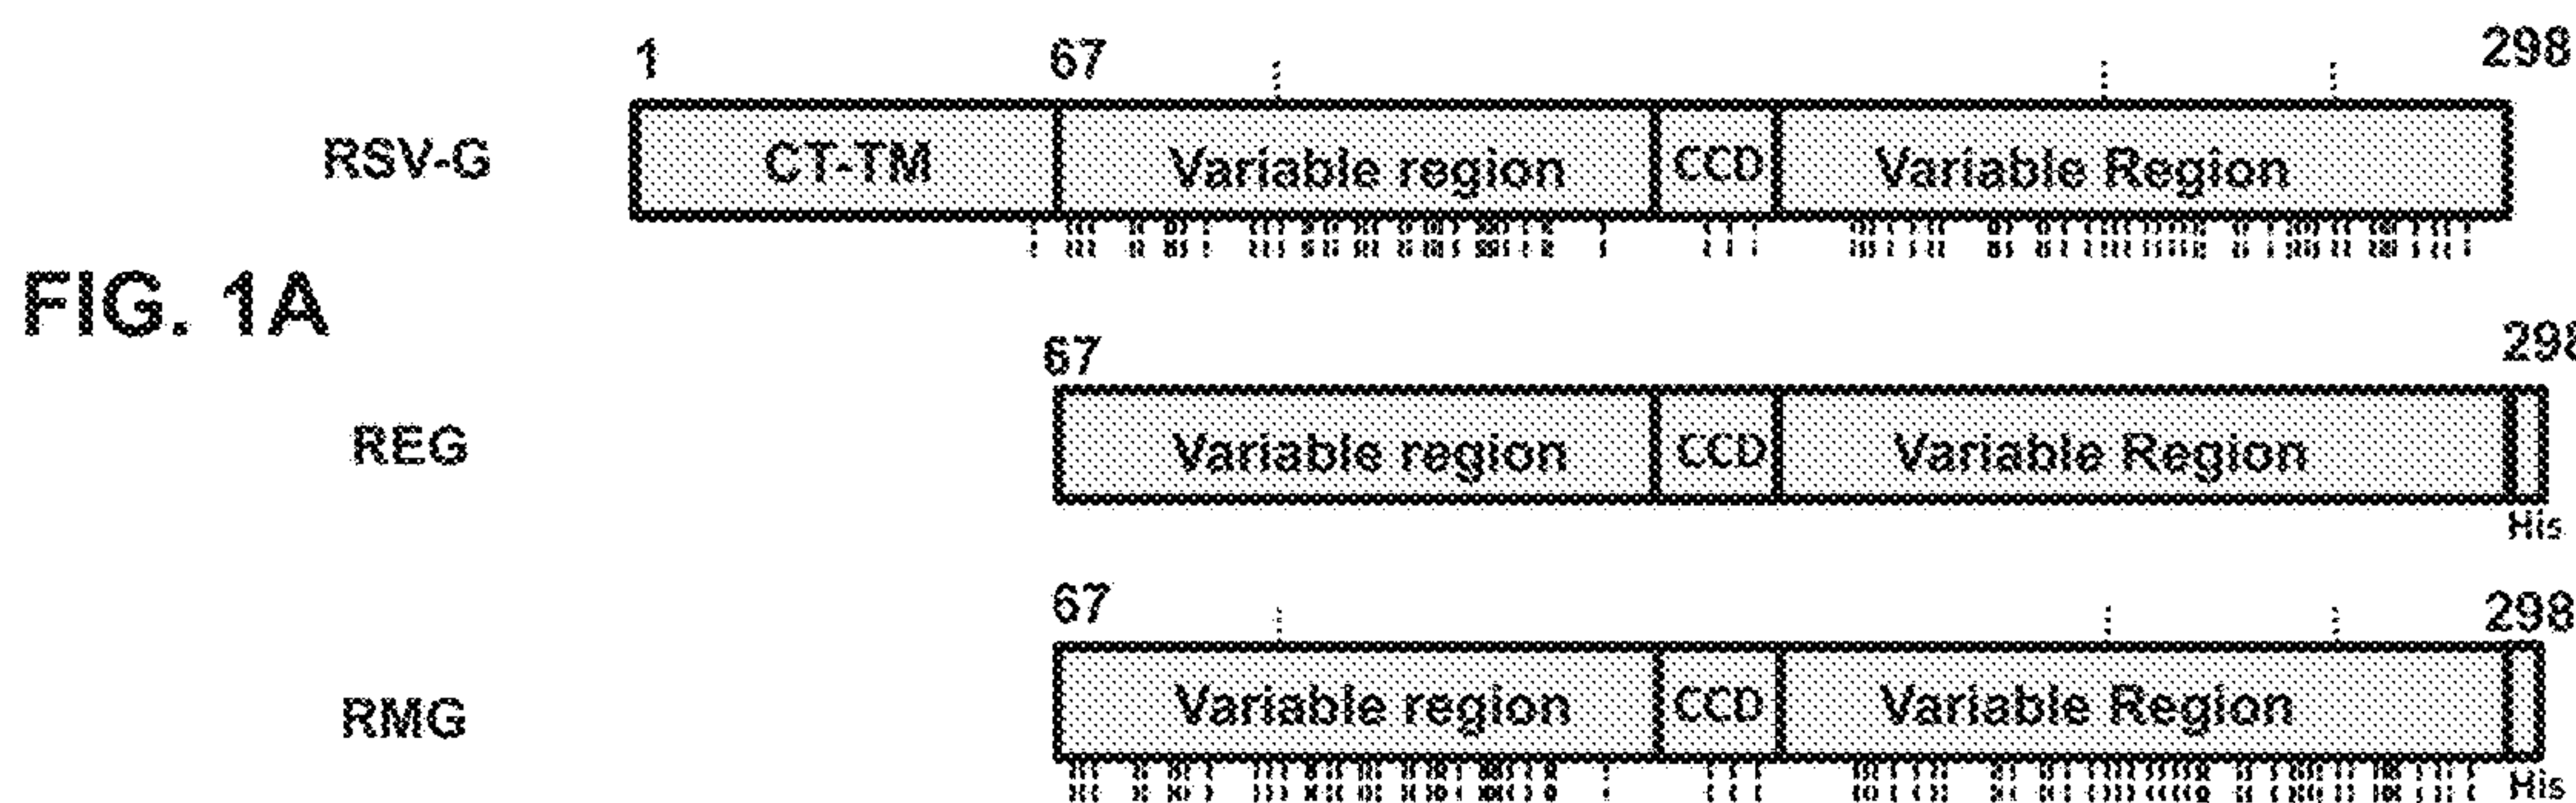 1 67 298
RSV-G CT-TM Variable region CCD Variable Region
FIG. 1A
67 298
REG Variable region CCD Variable Region
His
67 298
RMG Variable region CCD Variable Region
His